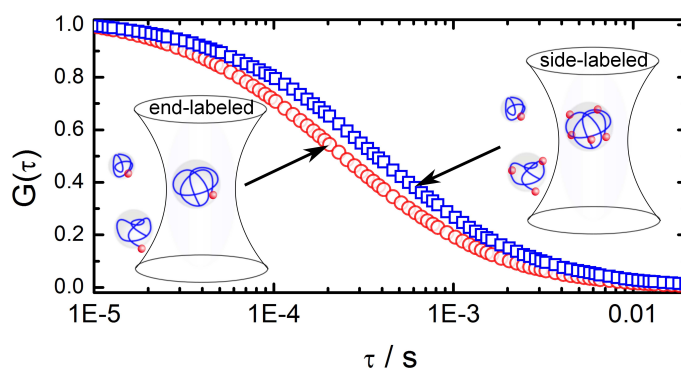 1.0
0.8
0.6
0.4
0.2
0.0
G(τ)
end-labeled
side-labeled
1E-5 1E-4 1E-3 0.01
τ / s